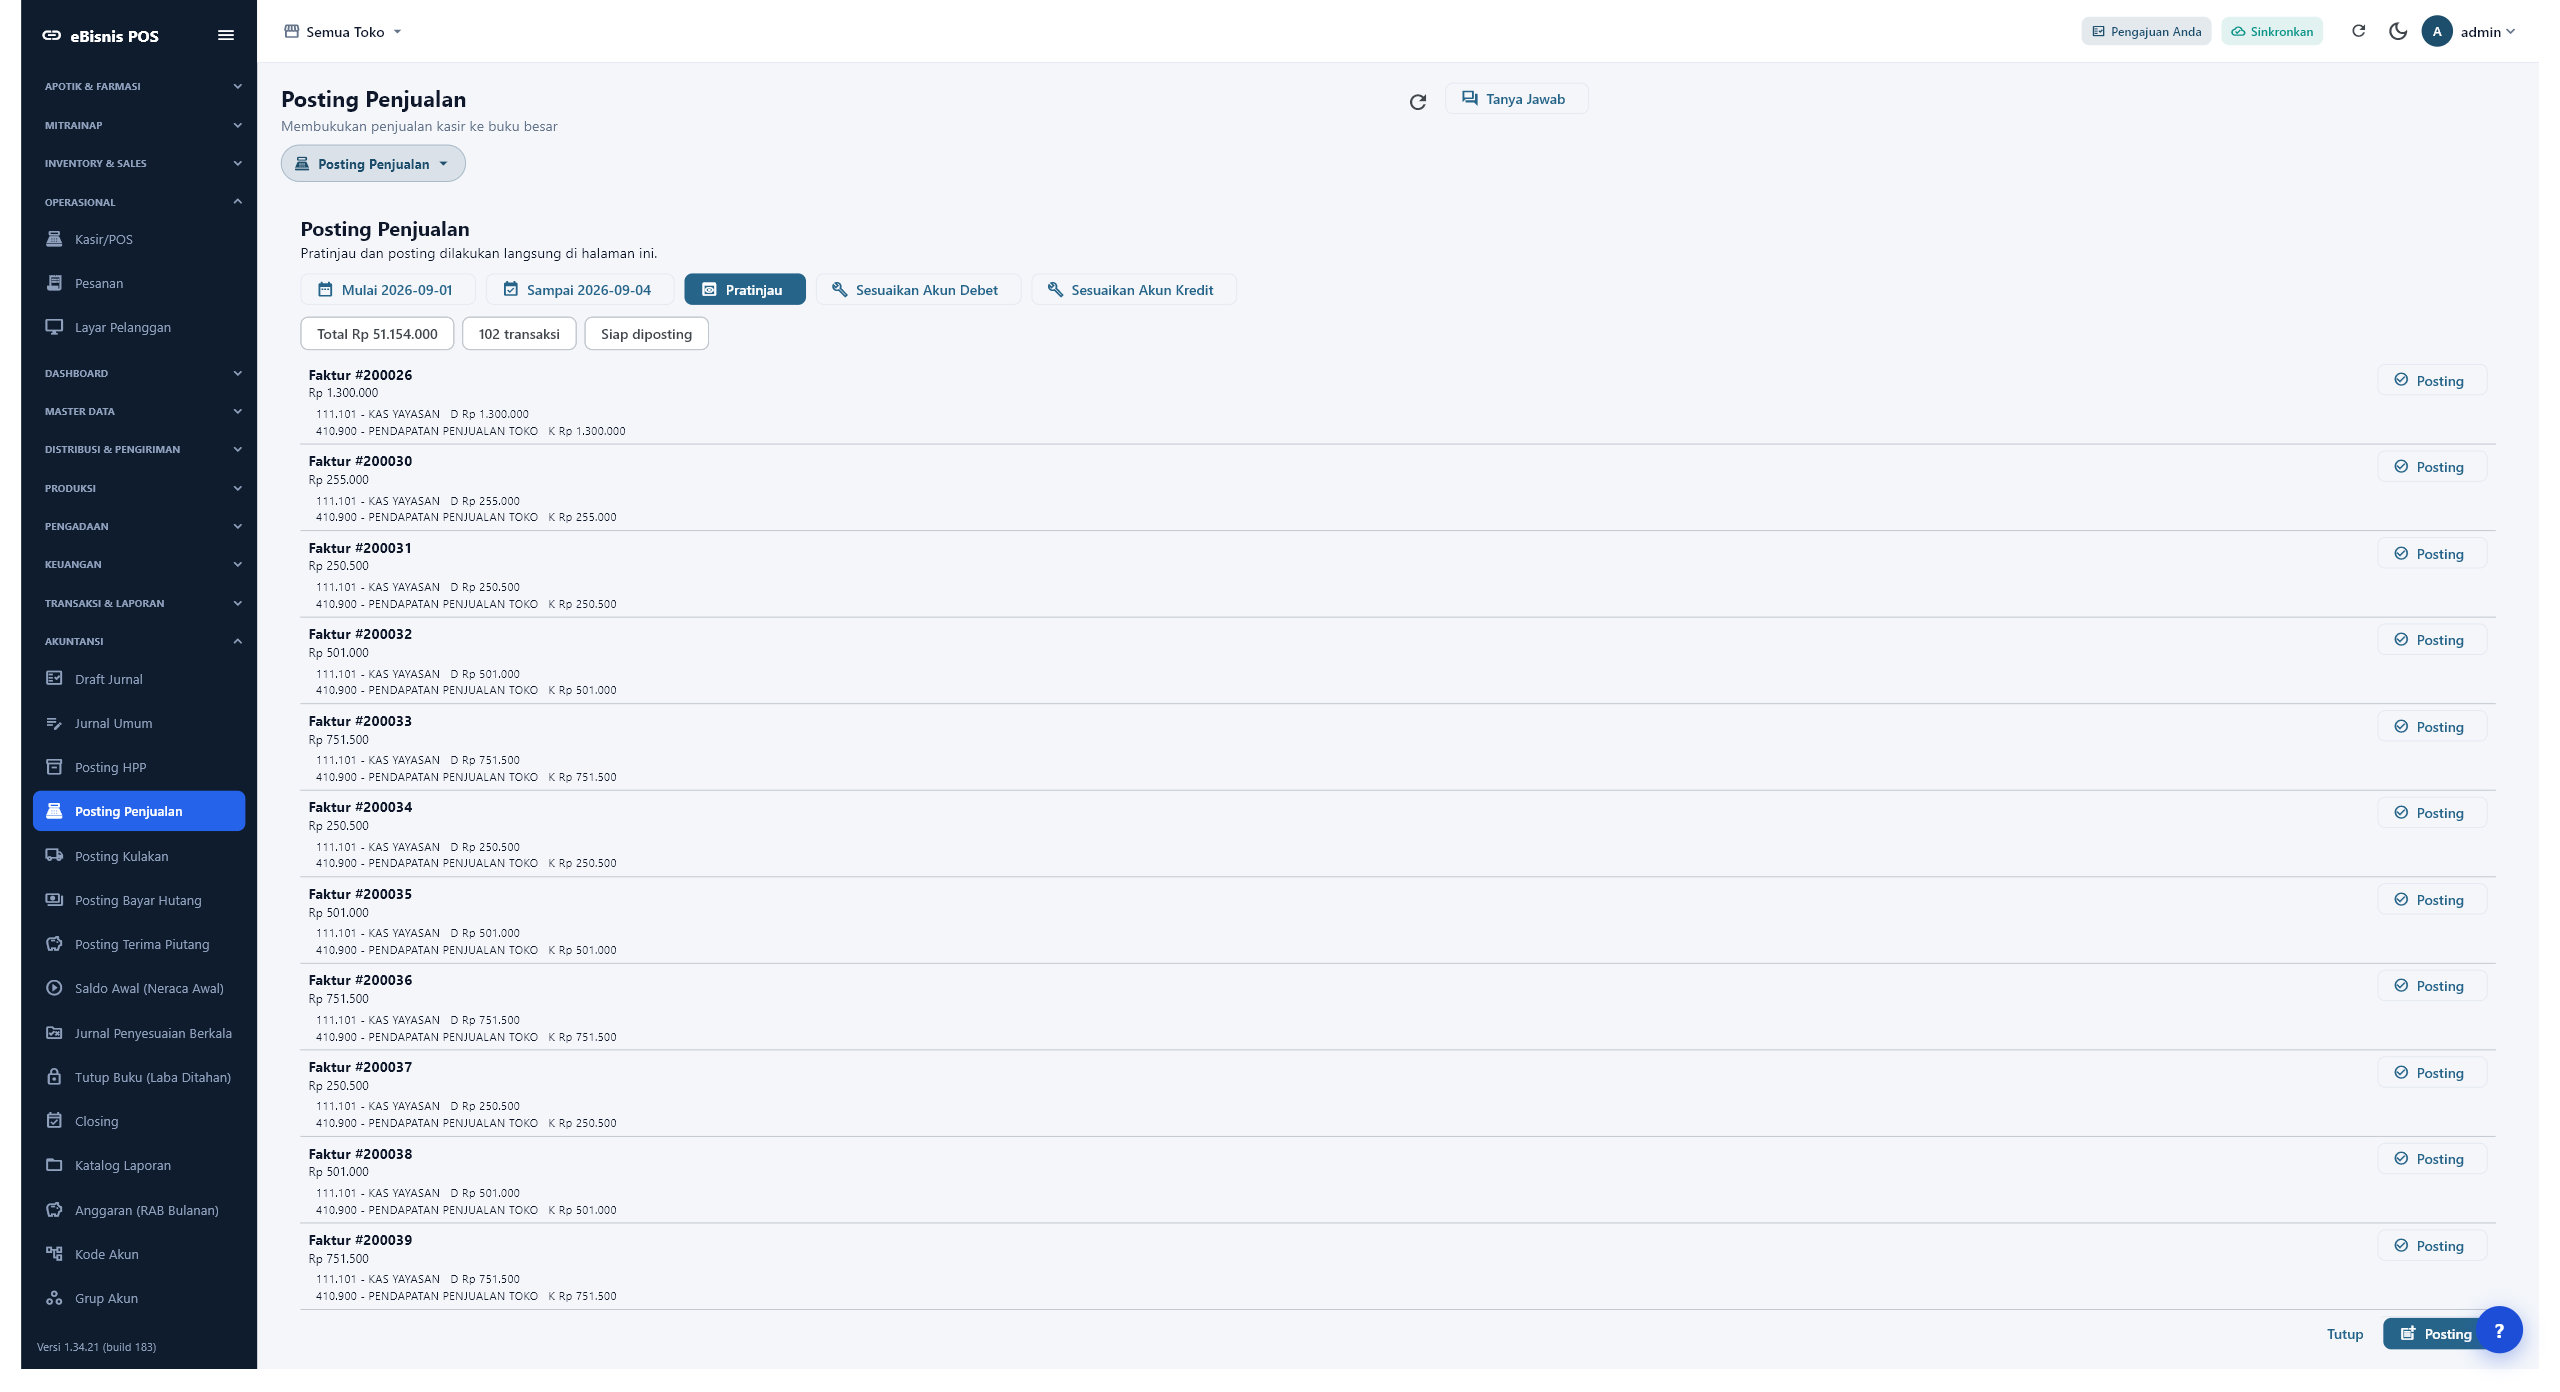 eBisnis POS
APOTIK & FARMASI
MITRAINAP
INVENTORY & SALES
OPERASIONAL
Kasir/POS
Pesanan
Layar Pelanggan
DASHBOARD
MASTER DATA
DISTRIBUSI & PENGIRIMAN
PRODUKSI
PENGADAAN
KEUANGAN
TRANSAKSI & LAPORAN
AKUNTANSI
Draft Jurnal
Jurnal Umum
Posting HPP
Posting Penjualan
Posting Kulakan
Posting Bayar Hutang
Posting Terima Piutang
Saldo Awal (Neraca Awal)
Jurnal Penyesuaian Berkala
Tutup Buku (Laba Ditahan)
Closing
Katalog Laporan
Anggaran (RAB Bulanan)
Kode Akun
Grup Akun
Versi 1.34.21 (build 183)
Semua Toko
Pengajuan Anda
Sinkronkan
A
admin
Posting Penjualan
Membukukan penjualan kasir ke buku besar
Tanya Jawab
Posting Penjualan
Posting Penjualan
Pratinjau dan posting dilakukan langsung di halaman ini.
Mulai 2026-09-01
Sampai 2026-09-04
Pratinjau
Sesuaikan Akun Debet
Sesuaikan Akun Kredit
Total Rp 51.154.000
102 transaksi
Siap diposting
Faktur #200026
Posting
Rp 1.300.000
111.101 - KAS YAYASAN D Rp 1.300.000
410.900 - PENDAPATAN PENJUALAN TOKO K Rp 1.300.000
Faktur #200030
Posting
Rp 255.000
111.101 - KAS YAYASAN D Rp 255.000
410.900 - PENDAPATAN PENJUALAN TOKO K Rp 255.000
Faktur #200031
Posting
Rp 250.500
111.101 - KAS YAYASAN D Rp 250.500
410.900 - PENDAPATAN PENJUALAN TOKO K Rp 250.500
Faktur #200032
Posting
Rp 501.000
111.101 - KAS YAYASAN D Rp 501.000
410.900 - PENDAPATAN PENJUALAN TOKO K Rp 501.000
Faktur #200033
Posting
Rp 751.500
111.101 - KAS YAYASAN D Rp 751.500
410.900 - PENDAPATAN PENJUALAN TOKO K Rp 751.500
Faktur #200034
Posting
Rp 250.500
111.101 - KAS YAYASAN D Rp 250.500
410.900 - PENDAPATAN PENJUALAN TOKO K Rp 250.500
Faktur #200035
Posting
Rp 501.000
111.101 - KAS YAYASAN D Rp 501.000
410.900 - PENDAPATAN PENJUALAN TOKO K Rp 501.000
Faktur #200036
Posting
Rp 751.500
111.101 - KAS YAYASAN D Rp 751.500
410.900 - PENDAPATAN PENJUALAN TOKO K Rp 751.500
Faktur #200037
Posting
Rp 250.500
111.101 - KAS YAYASAN D Rp 250.500
410.900 - PENDAPATAN PENJUALAN TOKO K Rp 250.500
Faktur #200038
Posting
Rp 501.000
111.101 - KAS YAYASAN D Rp 501.000
410.900 - PENDAPATAN PENJUALAN TOKO K Rp 501.000
Faktur #200039
Posting
Rp 751.500
111.101 - KAS YAYASAN D Rp 751.500
410.900 - PENDAPATAN PENJUALAN TOKO K Rp 751.500
Tutup
Posting
?